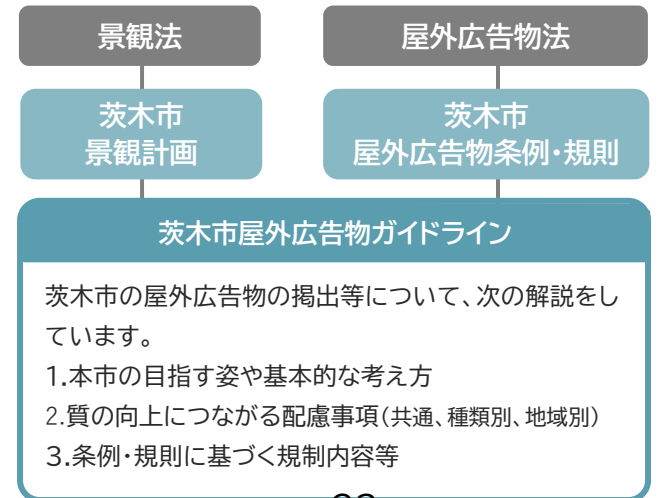 景観法
屋外広告物法
茨木市
景観計画
茨木市
屋外広告物条例・規則
茨木市屋外広告物ガイドライン
茨木市の屋外広告物の掲出等について、次の解説をし
ています。
1.本市の目指す姿や基本的な考え方
2.質の向上につながる配慮事項(共通、種類別、地域別)
3.条例・規則に基づく規制内容等